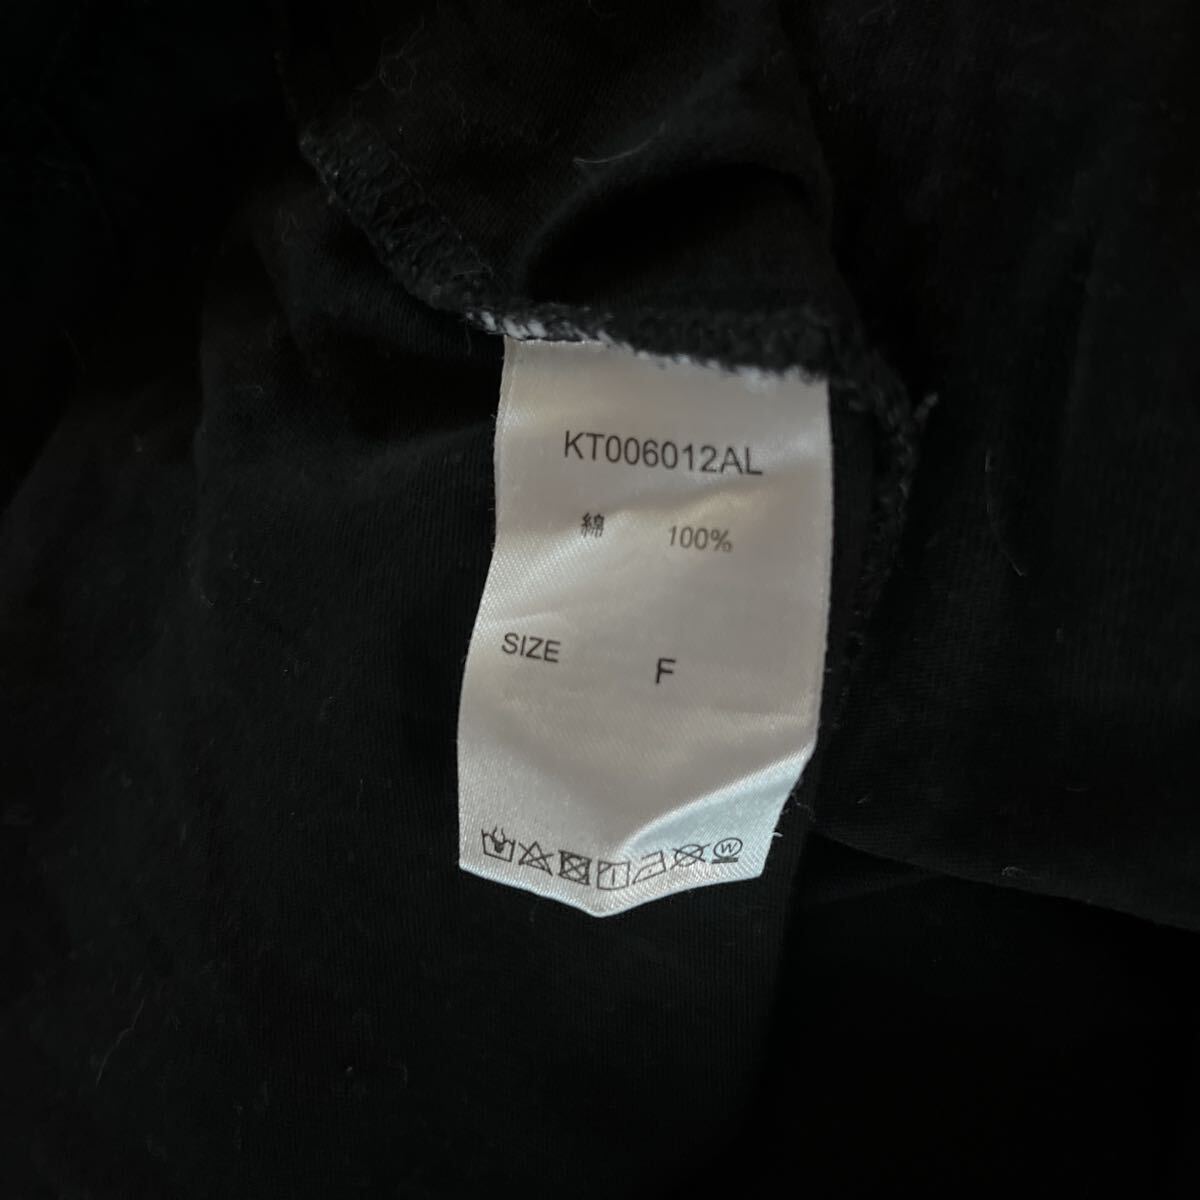 KT006012AL
綿 100%
SIZE F
W